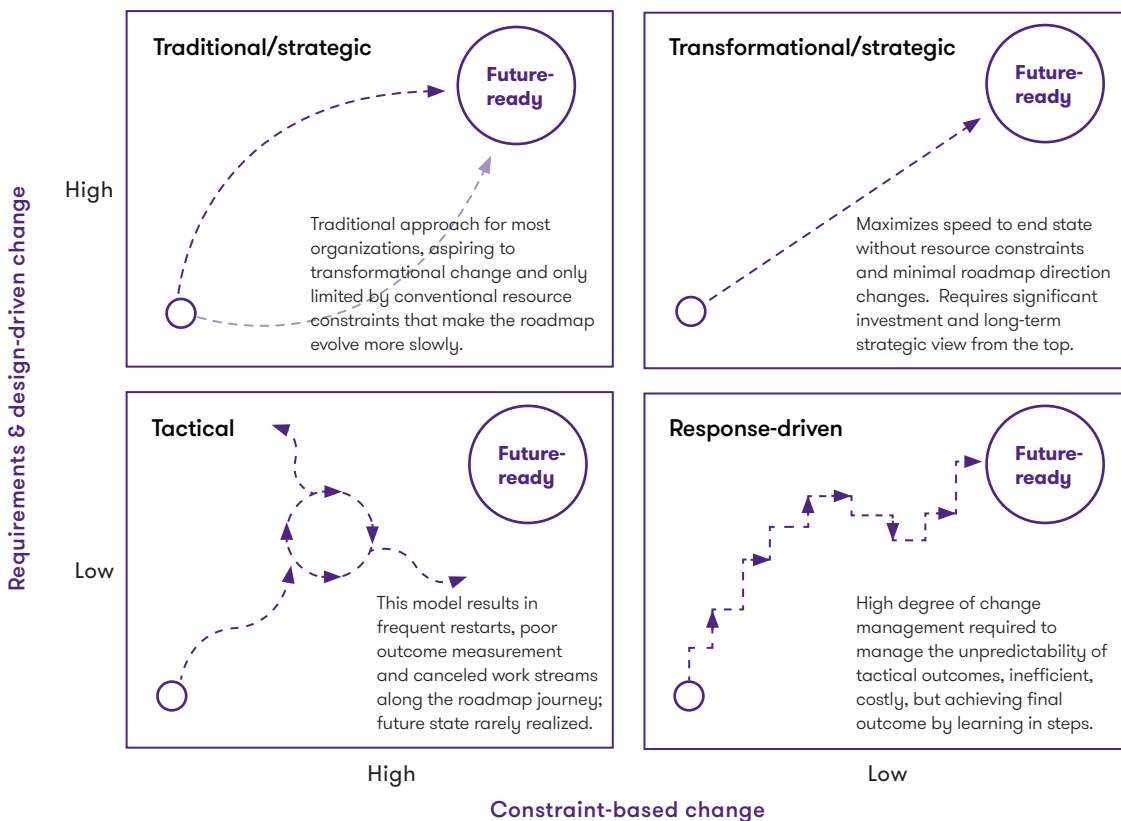 Requirements & design-driven change
High
Low
Traditional/strategic
Future-
ready
Traditional approach for most
organizations, aspiring to
transformational change and only
limited by conventional resource
constraints that make the roadmap
evolve more slowly.
Transformational/strategic
Future-
ready
Maximizes speed to end state
without resource constraints
and minimal roadmap direction
changes.  Requires significant
investment and long-term
strategic view from the top.
Tactical
Future-
ready
This model results in
frequent restarts, poor
outcome measurement
and canceled work streams
along the roadmap journey;
future state rarely realized.
Response-driven
Future-
ready
High degree of change
management required to
manage the unpredictability of
tactical outcomes, inefficient,
costly, but achieving final
outcome by learning in steps.
High
Low
Constraint-based change